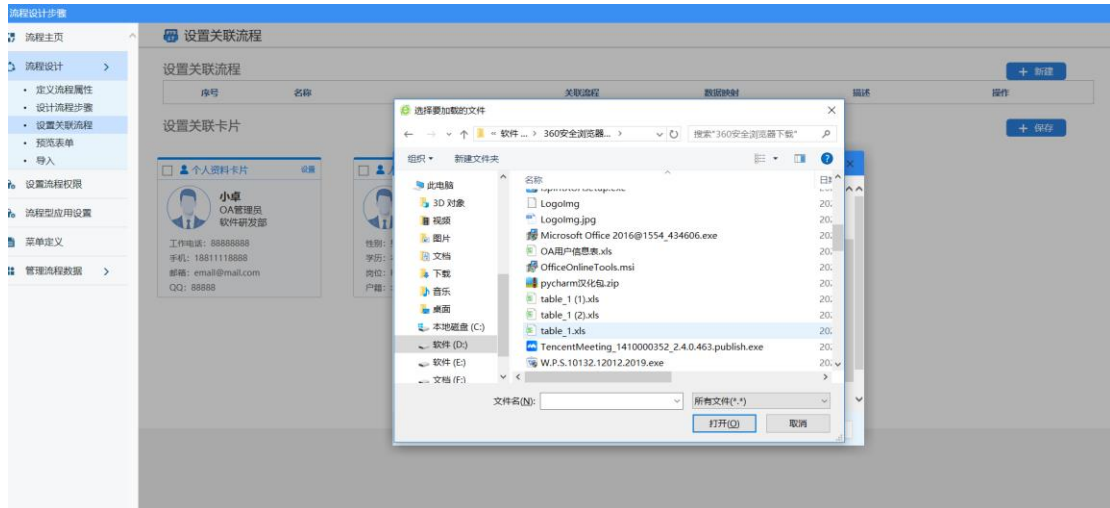 流程设计步骤
流程主页
流程设计
定义流程属性
设计流程步骤
设置关联流程
预览表单
导入
设置流程权限
流程型应用设置
菜单定义
管理流程数据
设置关联流程
设置关联流程
+ 新建
序号 名称 关联流程 数据映射 描述 操作
设置关联卡片
+ 保存
个人资料卡片 设置
小卓
OA管理员
软件研发部
工作电话: 88888888
手机: 18811118888
邮箱: email@mail.com
QQ: 88888
性别:
学历:
岗位:
户籍:
选择要加载的文件
« 软件 ... › 360安全浏览器... ›
搜索"360安全浏览器下载"
组织 新建文件夹
此电脑
3D 对象
视频
图片
文档
下载
音乐
桌面
本地磁盘 (C:)
软件 (D:)
软件 (E:)
文档 (F:)
名称
LogoImg
LogoImg.jpg
Microsoft Office 2016@1554_434606.exe
OA用户信息表.xls
OfficeOnlineTools.msi
pycharm汉化包.zip
table_1 (1).xls
table_1 (2).xls
table_1.xls
TencentMeeting_1410000352_2.4.0.463.publish.exe
W.P.S.10132.12012.2019.exe
文件名(N):
所有文件(*.*)
打开(O)
取消